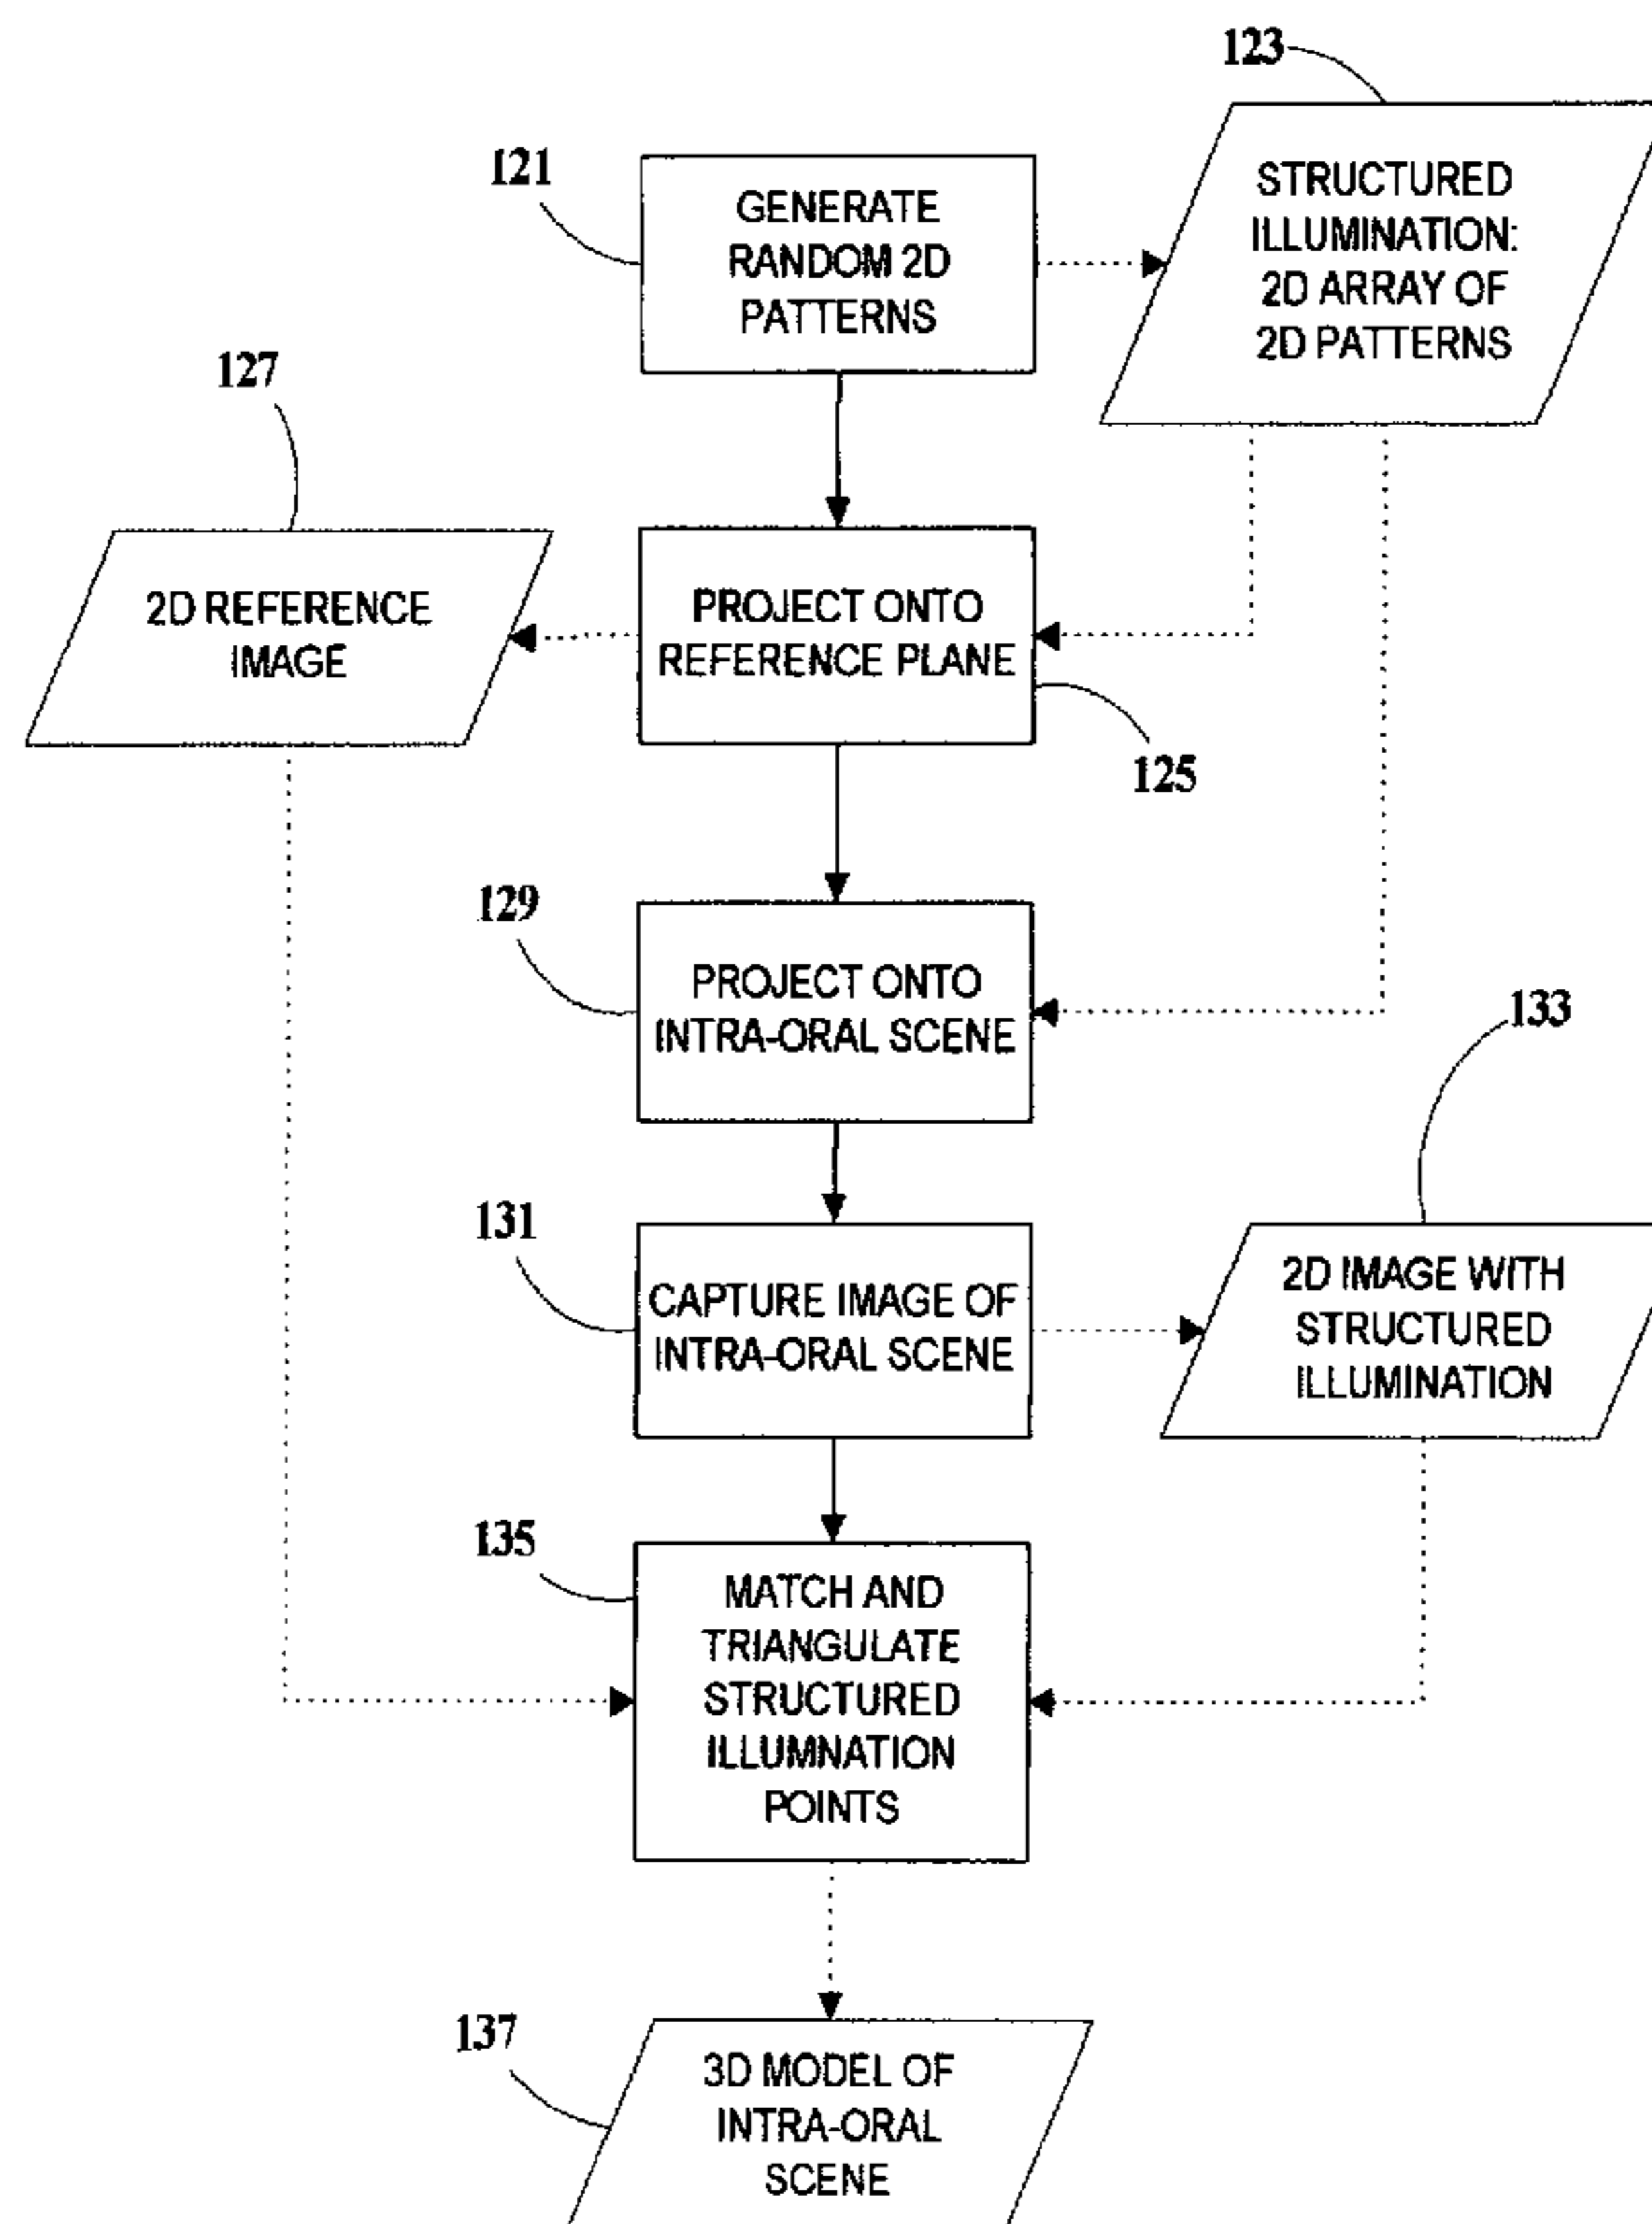 123
121
GENERATE
RANDOM 2D
PATTERNS
STRUCTURED
ILLUMINATION:
2D ARRAY OF
2D PATTERNS
127
2D REFERENCE
IMAGE
PROJECT ONTO
REFERENCE PLANE
125
129
PROJECT ONTO
INTRA-ORAL SCENE
133
131
CAPTURE IMAGE OF
INTRA-ORAL SCENE
2D IMAGE WITH
STRUCTURED
ILLUMINATION
135
MATCH AND
TRIANGULATE
STRUCTURED
ILLUMNATION
POINTS
137
3D MODEL OF
INTRA-ORAL
SCENE